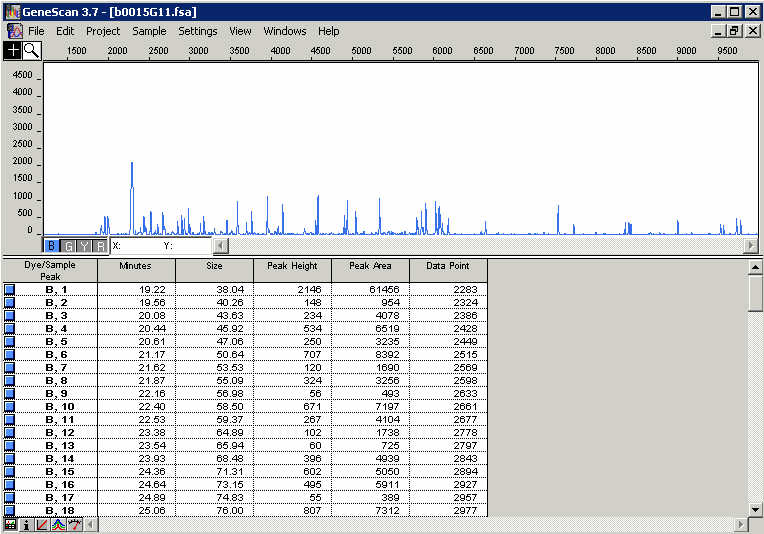 GeneScan 3.7 - [b0015G11.fsa]
File Edit Project Sample Settings View Windows Help
1500 2000 2500 3000 3500 4000 4500 5000 5500 6000 6500 7000 7500 8000 8500 9000 9500
4500
4000
3500
3000
2500
2000
1500
1000
500
0
B G Y R X: Y:
Dye/Sample Peak Minutes Size Peak Height Peak Area Data Point
B, 1 19.22 38.04 2146 61456 2283
B, 2 19.56 40.26 148 954 2324
B, 3 20.08 43.63 234 4078 2386
B, 4 20.44 45.92 534 6519 2428
B, 5 20.61 47.06 250 3235 2449
B, 6 21.17 50.64 707 8392 2515
B, 7 21.62 53.53 120 1690 2569
B, 8 21.87 55.09 324 3256 2598
B, 9 22.16 56.98 56 493 2633
B, 10 22.40 58.50 671 7197 2661
B, 11 22.53 59.37 267 4104 2677
B, 12 23.38 64.89 102 1738 2778
B, 13 23.54 65.94 60 725 2797
B, 14 23.93 68.48 396 4939 2843
B, 15 24.36 71.31 602 5050 2894
B, 16 24.64 73.15 495 5911 2927
B, 17 24.89 74.83 55 389 2957
B, 18 25.06 76.00 807 7312 2977